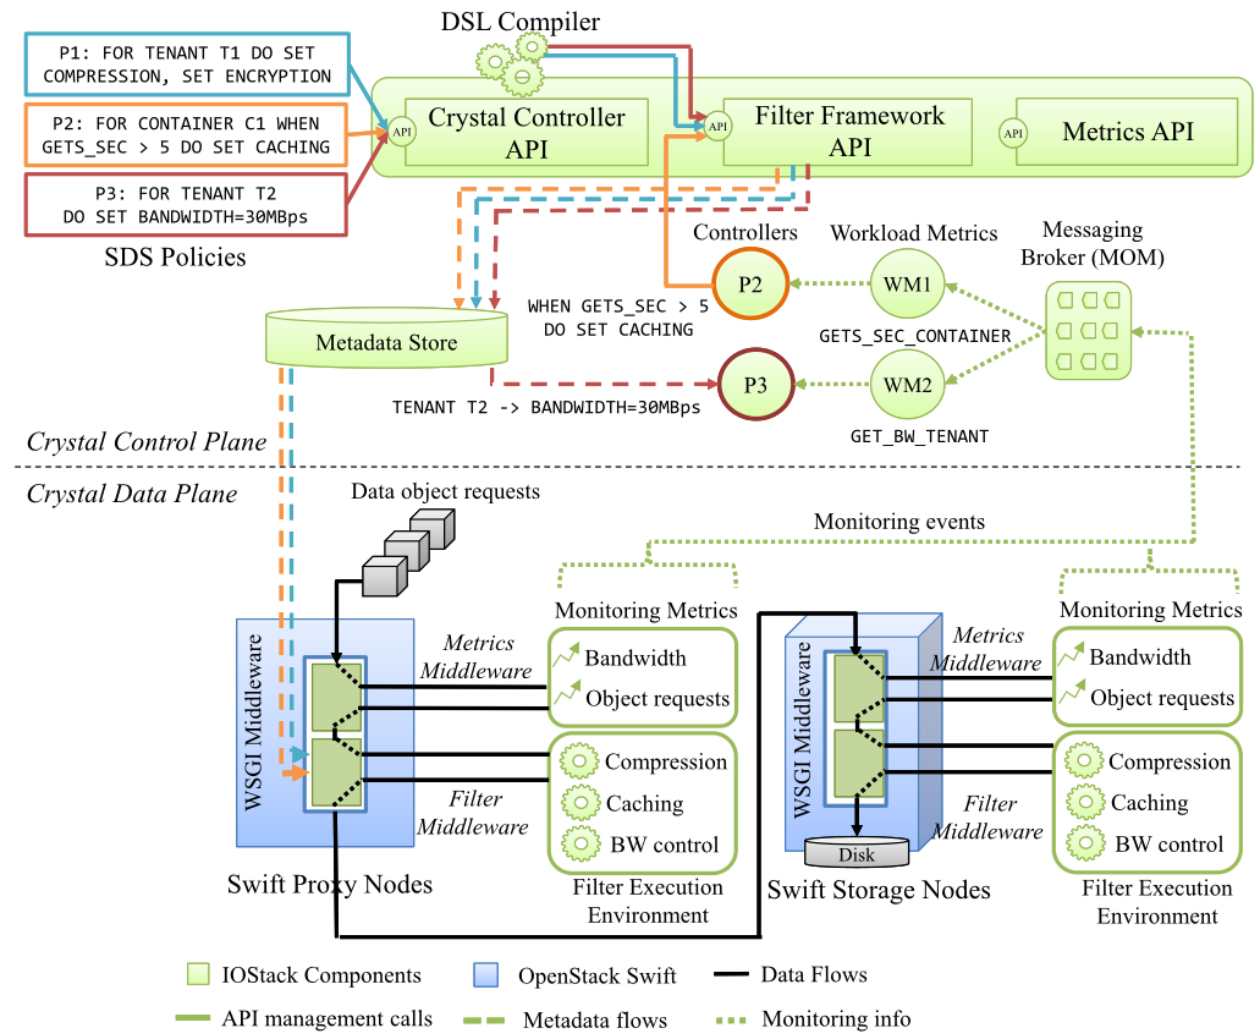 DSL Compiler
P1: FOR TENANT T1 DO SET
COMPRESSION, SET ENCRYPTION
P2: FOR CONTAINER C1 WHEN
GETS_SEC > 5 DO SET CACHING
P3: FOR TENANT T2
DO SET BANDWIDTH=30MBps
SDS Policies
API
Crystal Controller
API
API
Filter Framework
API
API
Metrics API
Controllers
Workload Metrics
Messaging
Broker (MOM)
P2
WM1
WHEN GETS_SEC > 5
DO SET CACHING
GETS_SEC_CONTAINER
Metadata Store
P3
WM2
TENANT T2 -> BANDWIDTH=30MBps
GET_BW_TENANT
Crystal Control Plane
Crystal Data Plane
Data object requests
Monitoring events
WSGI Middleware
Metrics
Middleware
Monitoring Metrics
Bandwidth
Object requests
Filter
Middleware
Compression
Caching
BW control
Swift Proxy Nodes
Filter Execution
Environment
WSGI Middleware
Metrics
Middleware
Monitoring Metrics
Bandwidth
Object requests
Filter
Middleware
Compression
Caching
BW control
Disk
Swift Storage Nodes
Filter Execution
Environment
IOStack Components
OpenStack Swift
Data Flows
API management calls
Metadata flows
Monitoring info